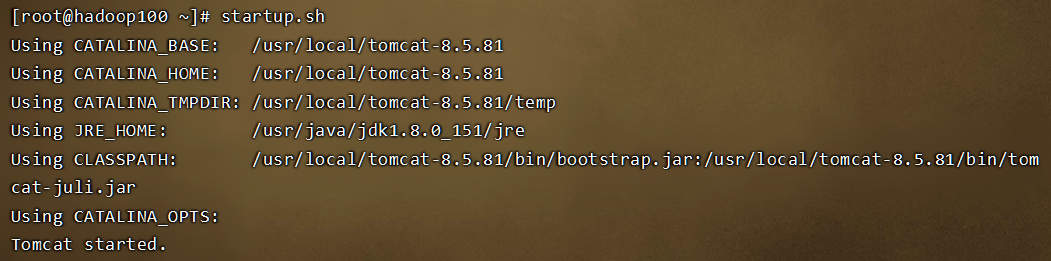 [root@hadoop100 ~]# startup.sh
Using CATALINA_BASE:   /usr/local/tomcat-8.5.81
Using CATALINA_HOME:   /usr/local/tomcat-8.5.81
Using CATALINA_TMPDIR: /usr/local/tomcat-8.5.81/temp
Using JRE_HOME:        /usr/java/jdk1.8.0_151/jre
Using CLASSPATH:       /usr/local/tomcat-8.5.81/bin/bootstrap.jar:/usr/local/tomcat-8.5.81/bin/tom
cat-juli.jar
Using CATALINA_OPTS:
Tomcat started.